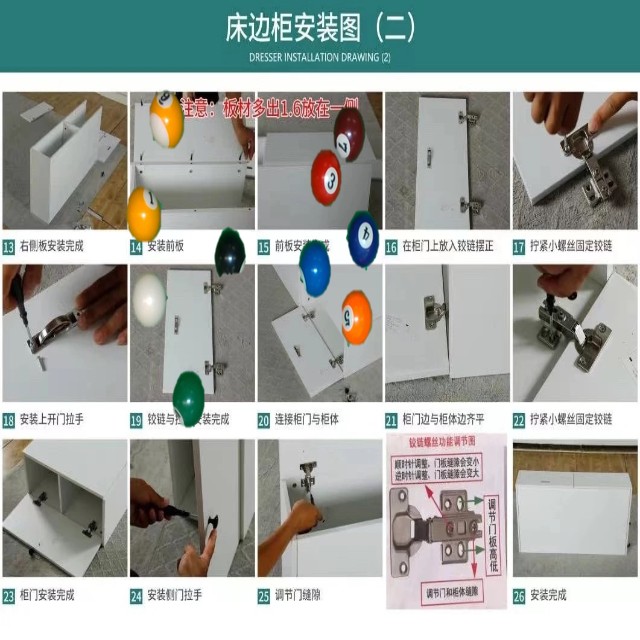 床边柜安装图（二）
DRESSER INSTALLATION DRAWING (2)
注意：板材多出1.6放在一侧
1
7
3
13 右侧板安装完成
14 安装前板
15 前板安
成
16 在柜门上放入铰链摆正
17 拧紧小螺丝固定铰链
1
4
5
18 安装上开门拉手
19 铰链与
安装完成
20 连接柜门与柜体
21 柜门边与柜体边齐平
22 拧紧小螺丝固定铰链
铰链螺丝功能调节图
顺时针调整，门板缝隙会变小
逆时针调整，门板缝隙会变大
调节门板高低
调节门和柜体缝隙
23 柜门安装完成
24 安装侧门拉手
25 调节门缝隙
26 安装完成